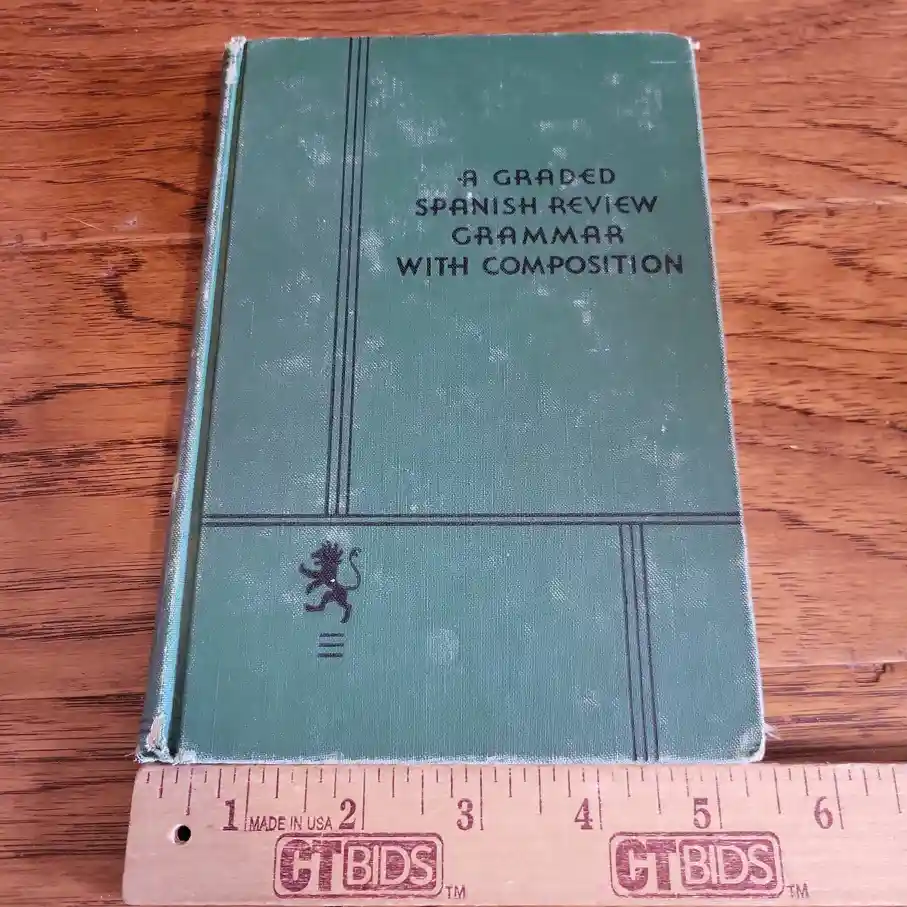 A GRADED
SPANISH REVIEW
GRAMMAR
WITH COMPOSITION
1 MADE IN USA 2 3 4 5 6
CTBIDS TM CTBIDS TM